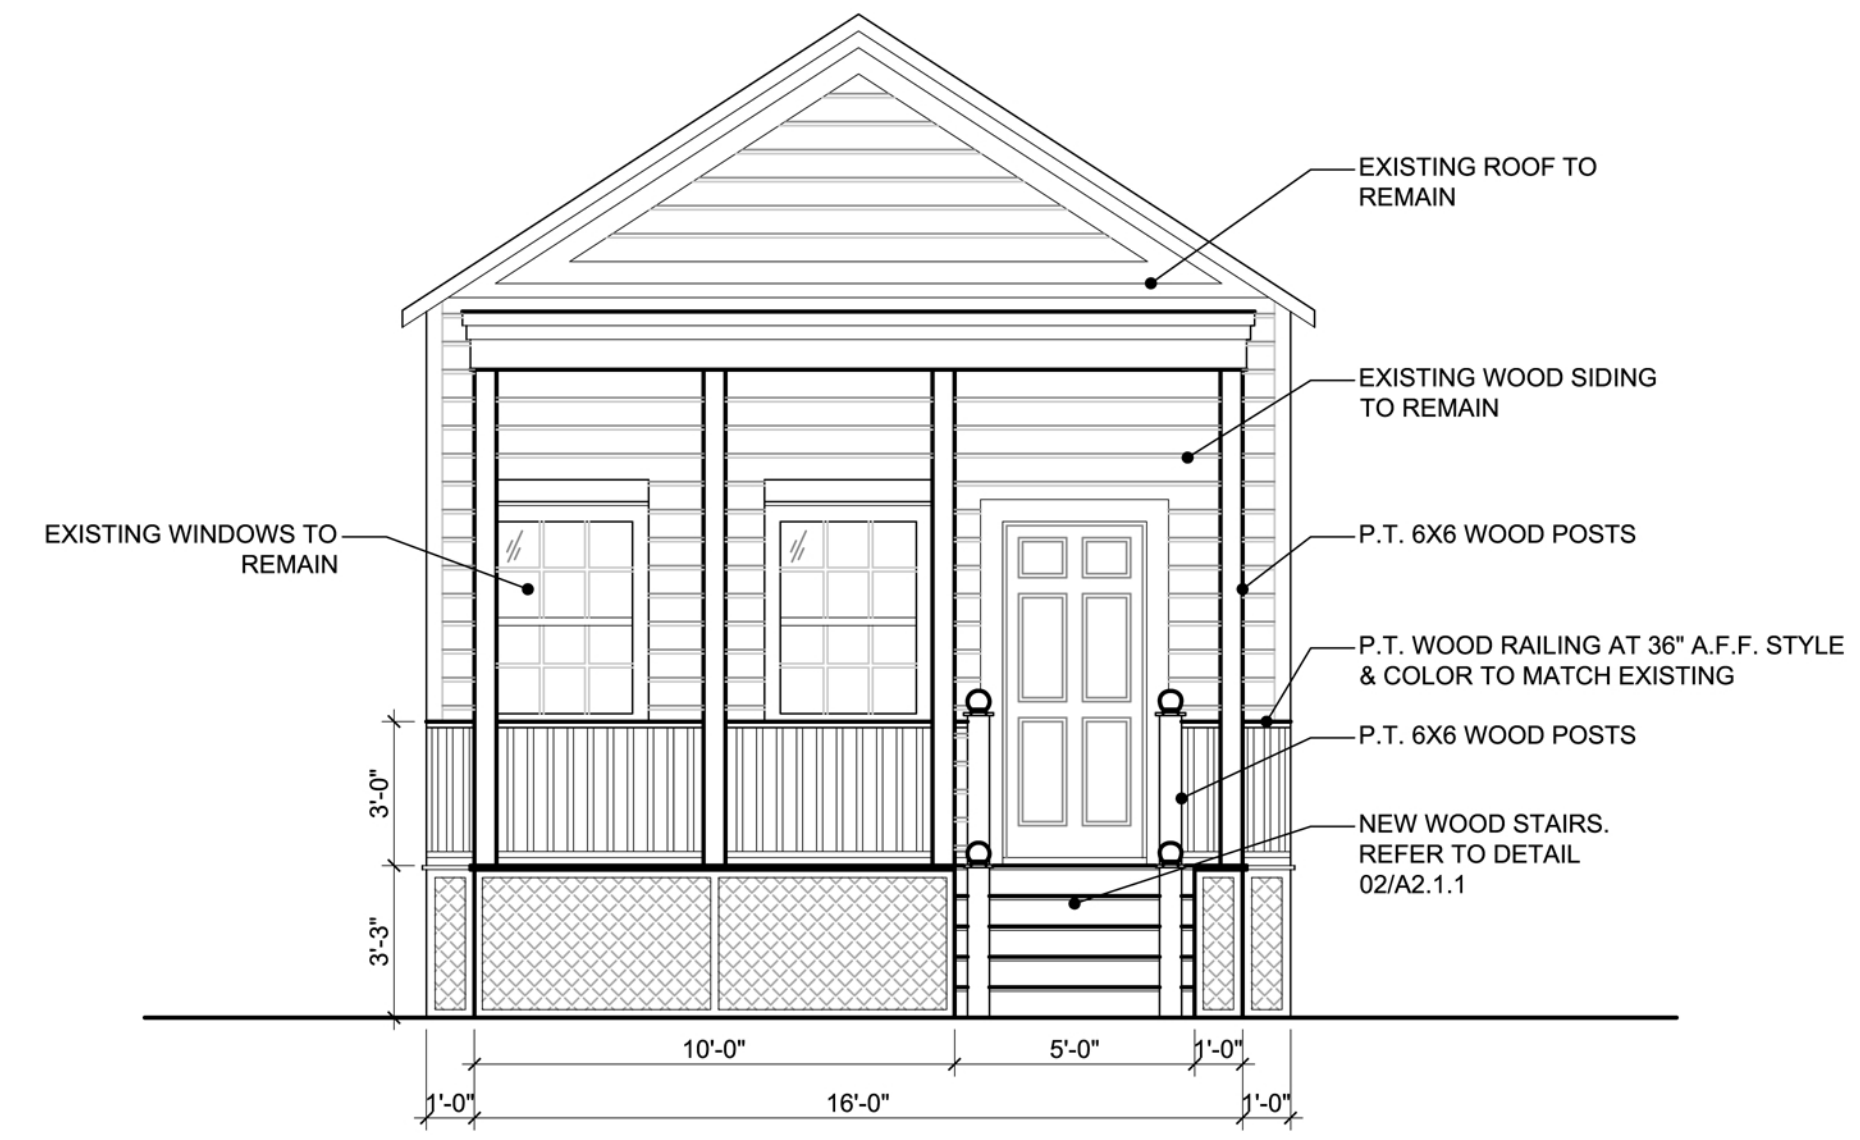 EXISTING ROOF TO
REMAIN
EXISTING WOOD SIDING
TO REMAIN
EXISTING WINDOWS TO
REMAIN
P.T. 6X6 WOOD POSTS
P.T. WOOD RAILING AT 36" A.F.F. STYLE
& COLOR TO MATCH EXISTING
P.T. 6X6 WOOD POSTS
3'-0"
NEW WOOD STAIRS.
REFER TO DETAIL
02/A2.1.1
3'-3"
10'-0"
5'-0"
1'-0"
1'-0"
16'-0"
1'-0"